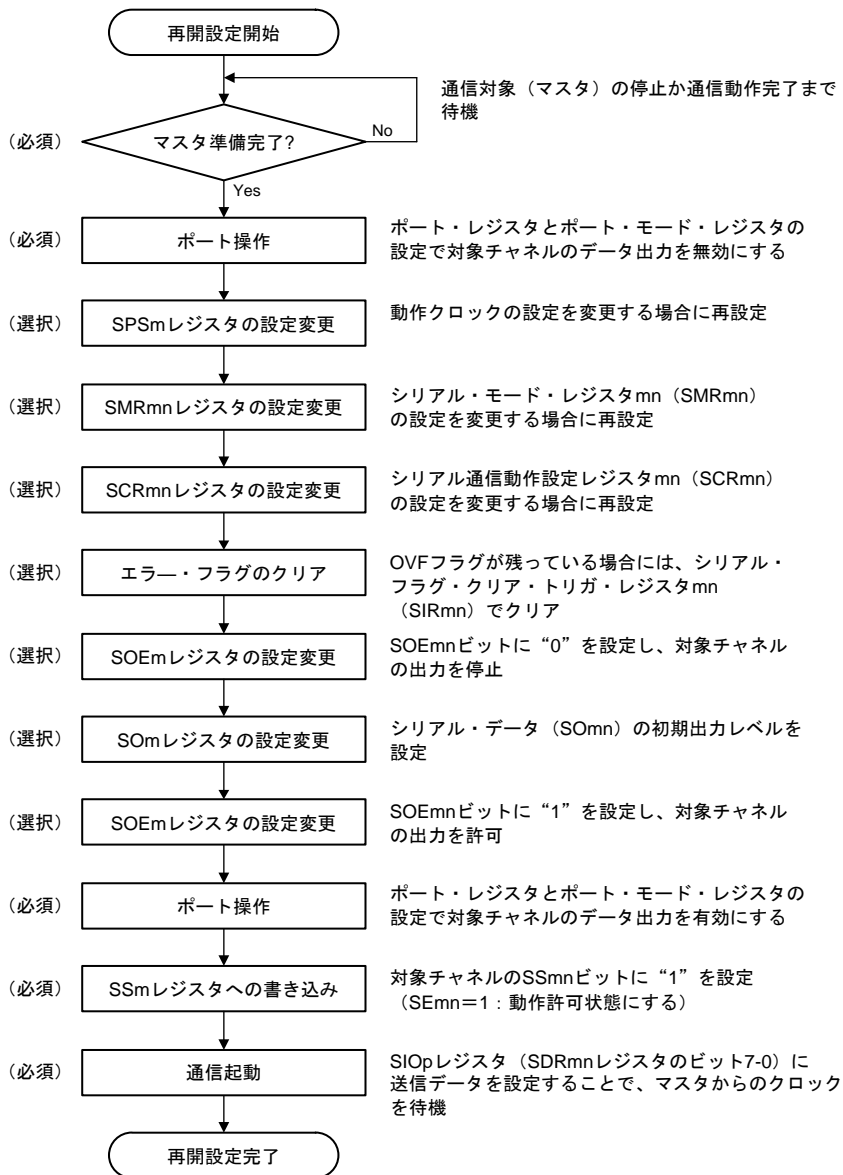 再開設定開始
通信対象（マスタ）の停止か通信動作完了まで
待機
（必須）
マスタ準備完了?
No
Yes
（必須）
ポート操作
ポート・レジスタとポート・モード・レジスタの
設定で対象チャネルのデータ出力を無効にする
（選択）
SPSmレジスタの設定変更
動作クロックの設定を変更する場合に再設定
（選択）
SMRmnレジスタの設定変更
シリアル・モード・レジスタmn（SMRmn）
の設定を変更する場合に再設定
（選択）
SCRmnレジスタの設定変更
シリアル通信動作設定レジスタmn（SCRmn）
の設定を変更する場合に再設定
（選択）
エラ―・フラグのクリア
OVFフラグが残っている場合には、シリアル・
フラグ・クリア・トリガ・レジスタmn
（SIRmn）でクリア
（選択）
SOEmレジスタの設定変更
SOEmnビットに“0”を設定し、対象チャネル
の出力を停止
（選択）
SOmレジスタの設定変更
シリアル・データ（SOmn）の初期出力レベルを
設定
（選択）
SOEmレジスタの設定変更
SOEmnビットに“1”を設定し、対象チャネル
の出力を許可
（必須）
ポート操作
ポート・レジスタとポート・モード・レジスタの
設定で対象チャネルのデータ出力を有効にする
（必須）
SSmレジスタへの書き込み
対象チャネルのSSmnビットに“1”を設定
（SEmn＝1：動作許可状態にする）
（必須）
通信起動
SIOpレジスタ（SDRmnレジスタのビット7-0）に
送信データを設定することで、マスタからのクロック
を待機
再開設定完了